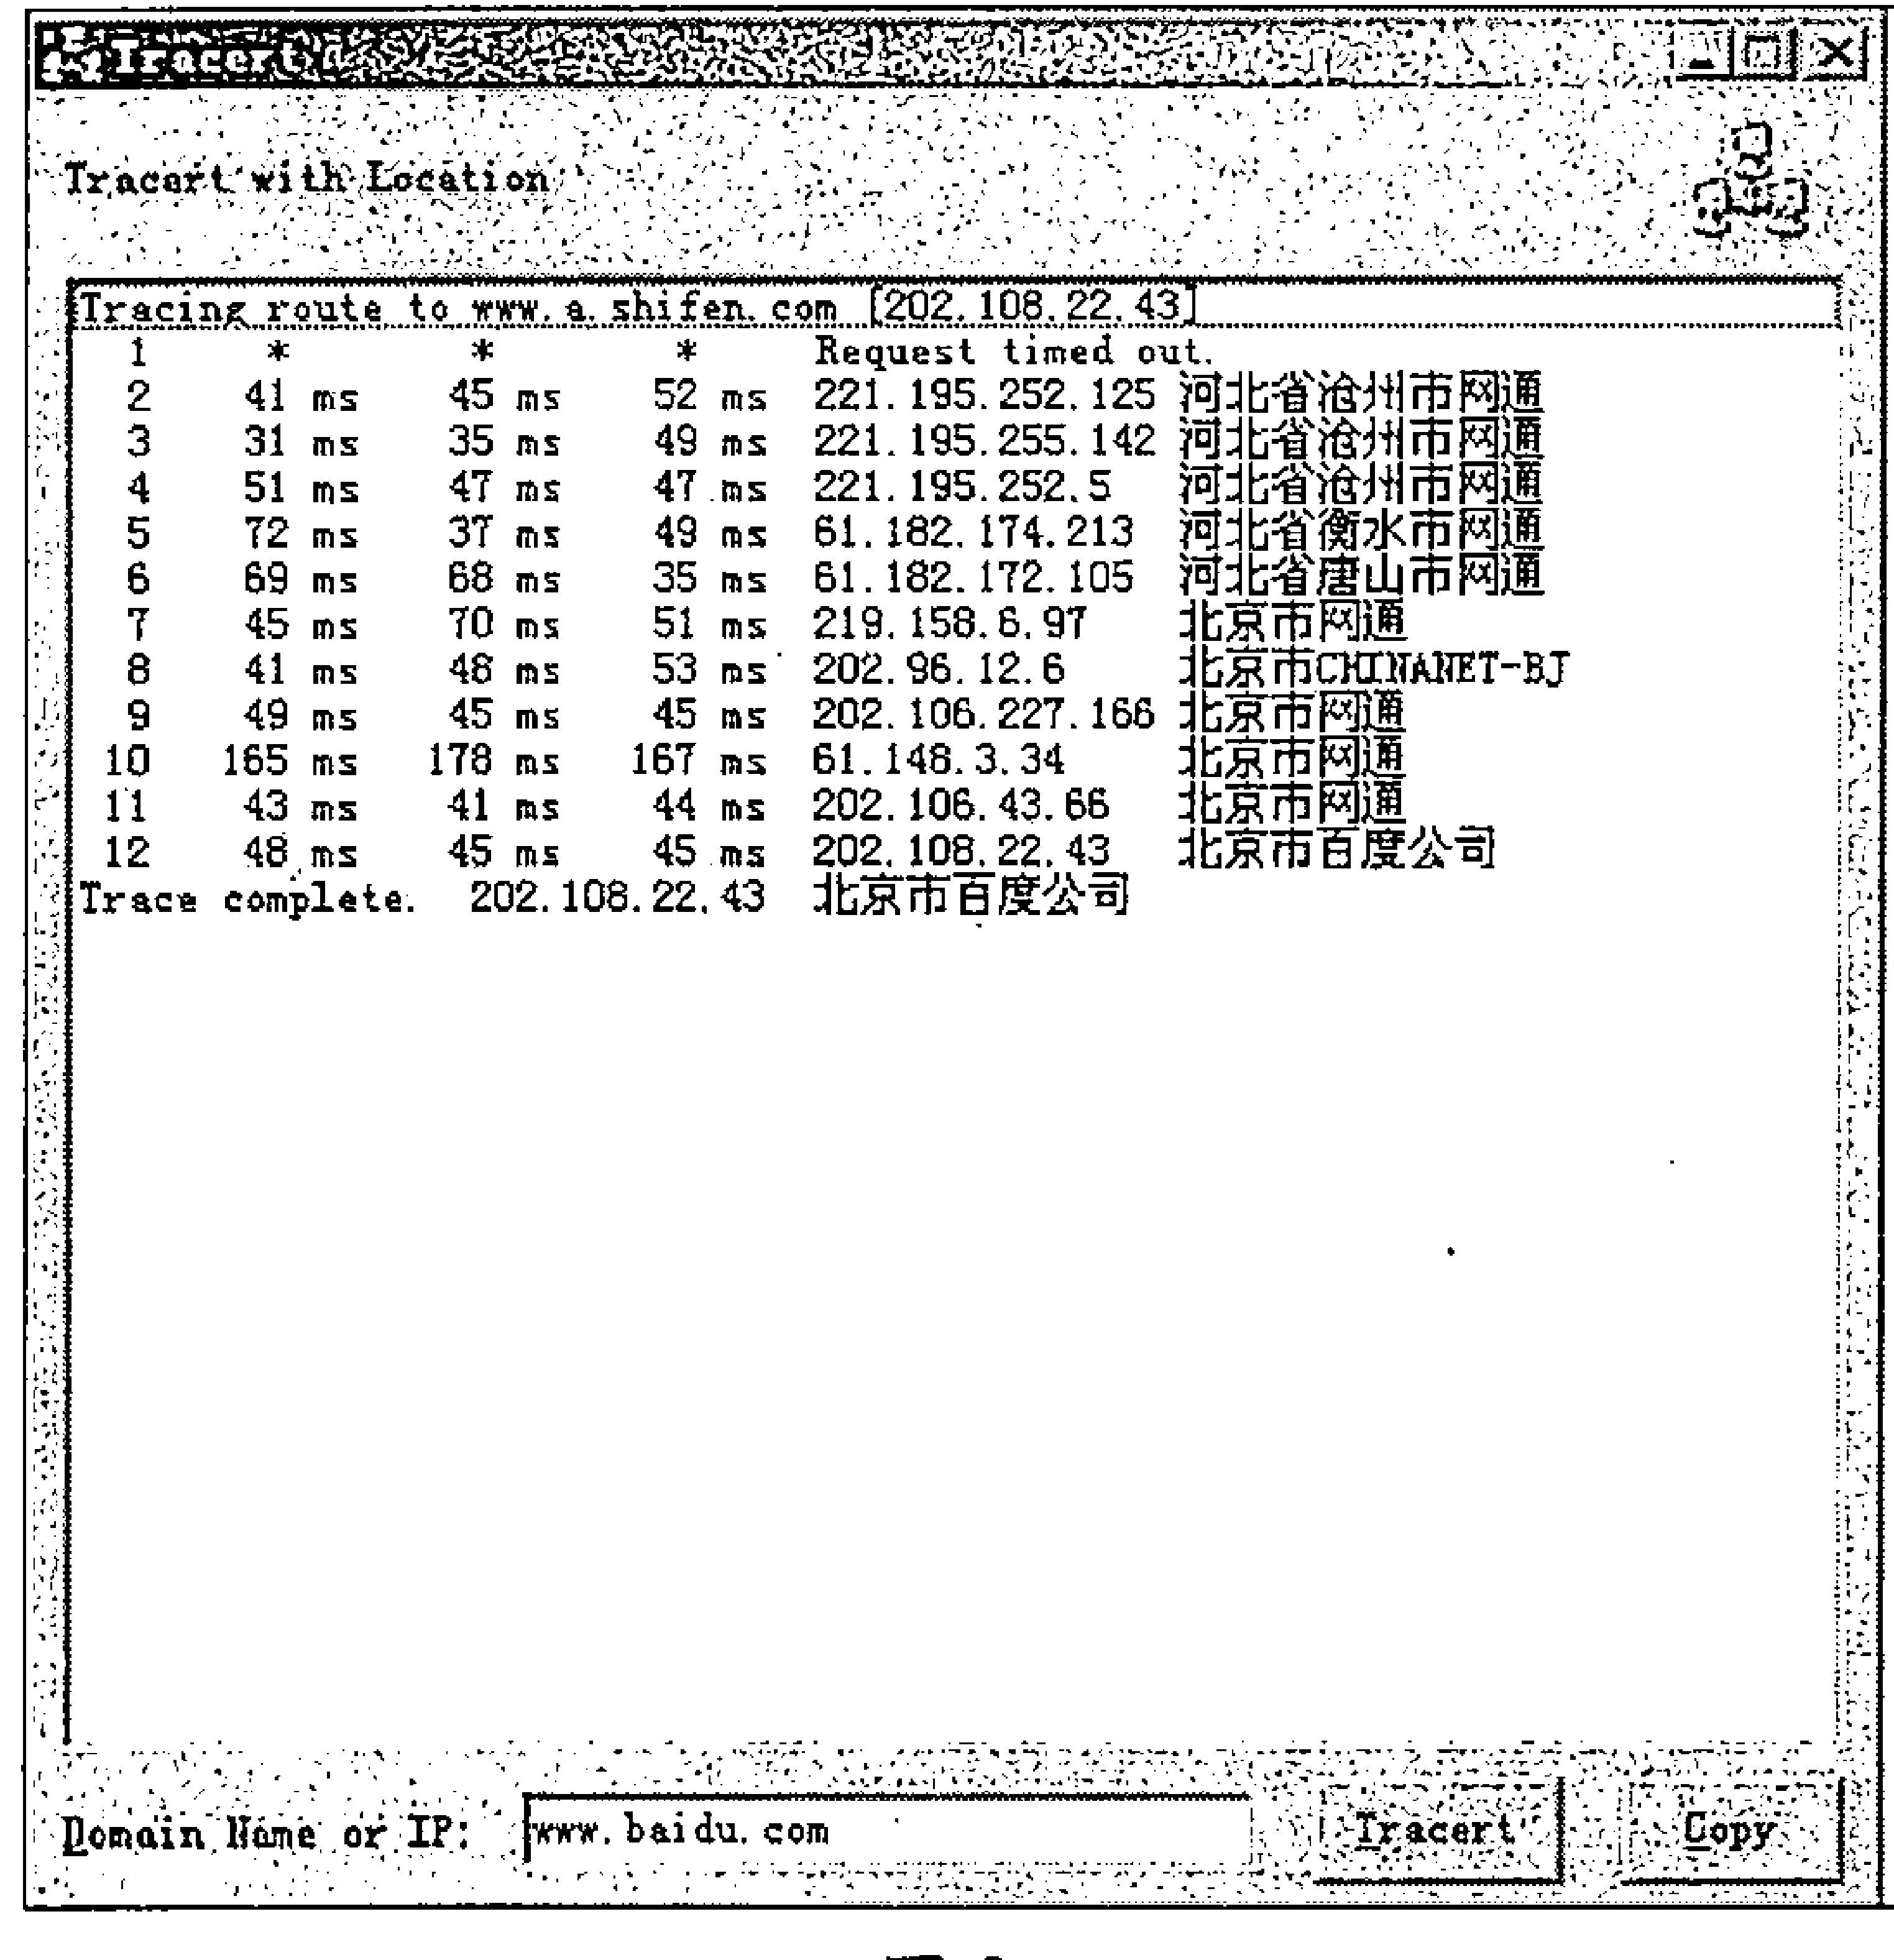 Tracert
Tracert with Location
Tracing route to www.a.shifen.com [202.108.22.43]
1 * * * Request timed out.
2 41 ms 45 ms 52 ms 221.195.252.125 河北省沧州市网通
3 31 ms 35 ms 49 ms 221.195.255.142 河北省沧州市网通
4 51 ms 47 ms 47 ms 221.195.252.5 河北省沧州市网通
5 72 ms 37 ms 49 ms 61.182.174.213 河北省衡水市网通
6 69 ms 68 ms 35 ms 61.182.172.105 河北省唐山市网通
7 45 ms 70 ms 51 ms 219.158.6.97 北京市网通
8 41 ms 48 ms 53 ms 202.96.12.6 北京市CHINANET-BJ
9 49 ms 45 ms 45 ms 202.106.227.166 北京市网通
10 165 ms 178 ms 167 ms 61.148.3.34 北京市网通
11 43 ms 41 ms 44 ms 202.106.43.66 北京市网通
12 48 ms 45 ms 45 ms 202.108.22.43 北京市百度公司
Trace complete. 202.108.22.43 北京市百度公司
Domain Name or IP: www.baidu.com Tracert Copy